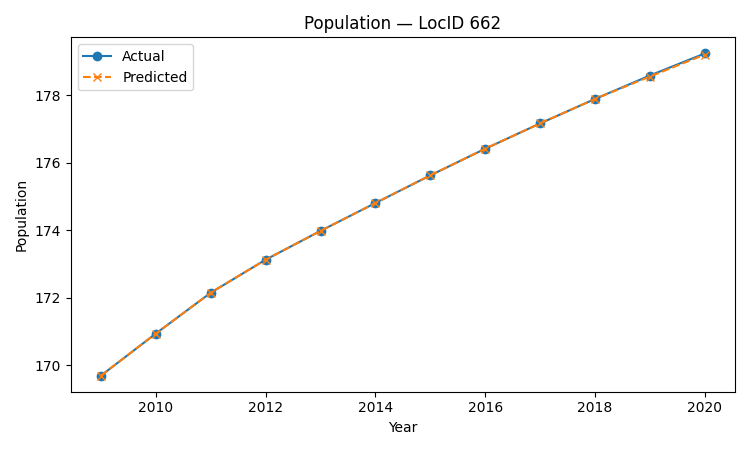 Population — LocID 662
Actual
Predicted
Population
178
176
174
172
170
2010 2012 2014 2016 2018 2020
Year